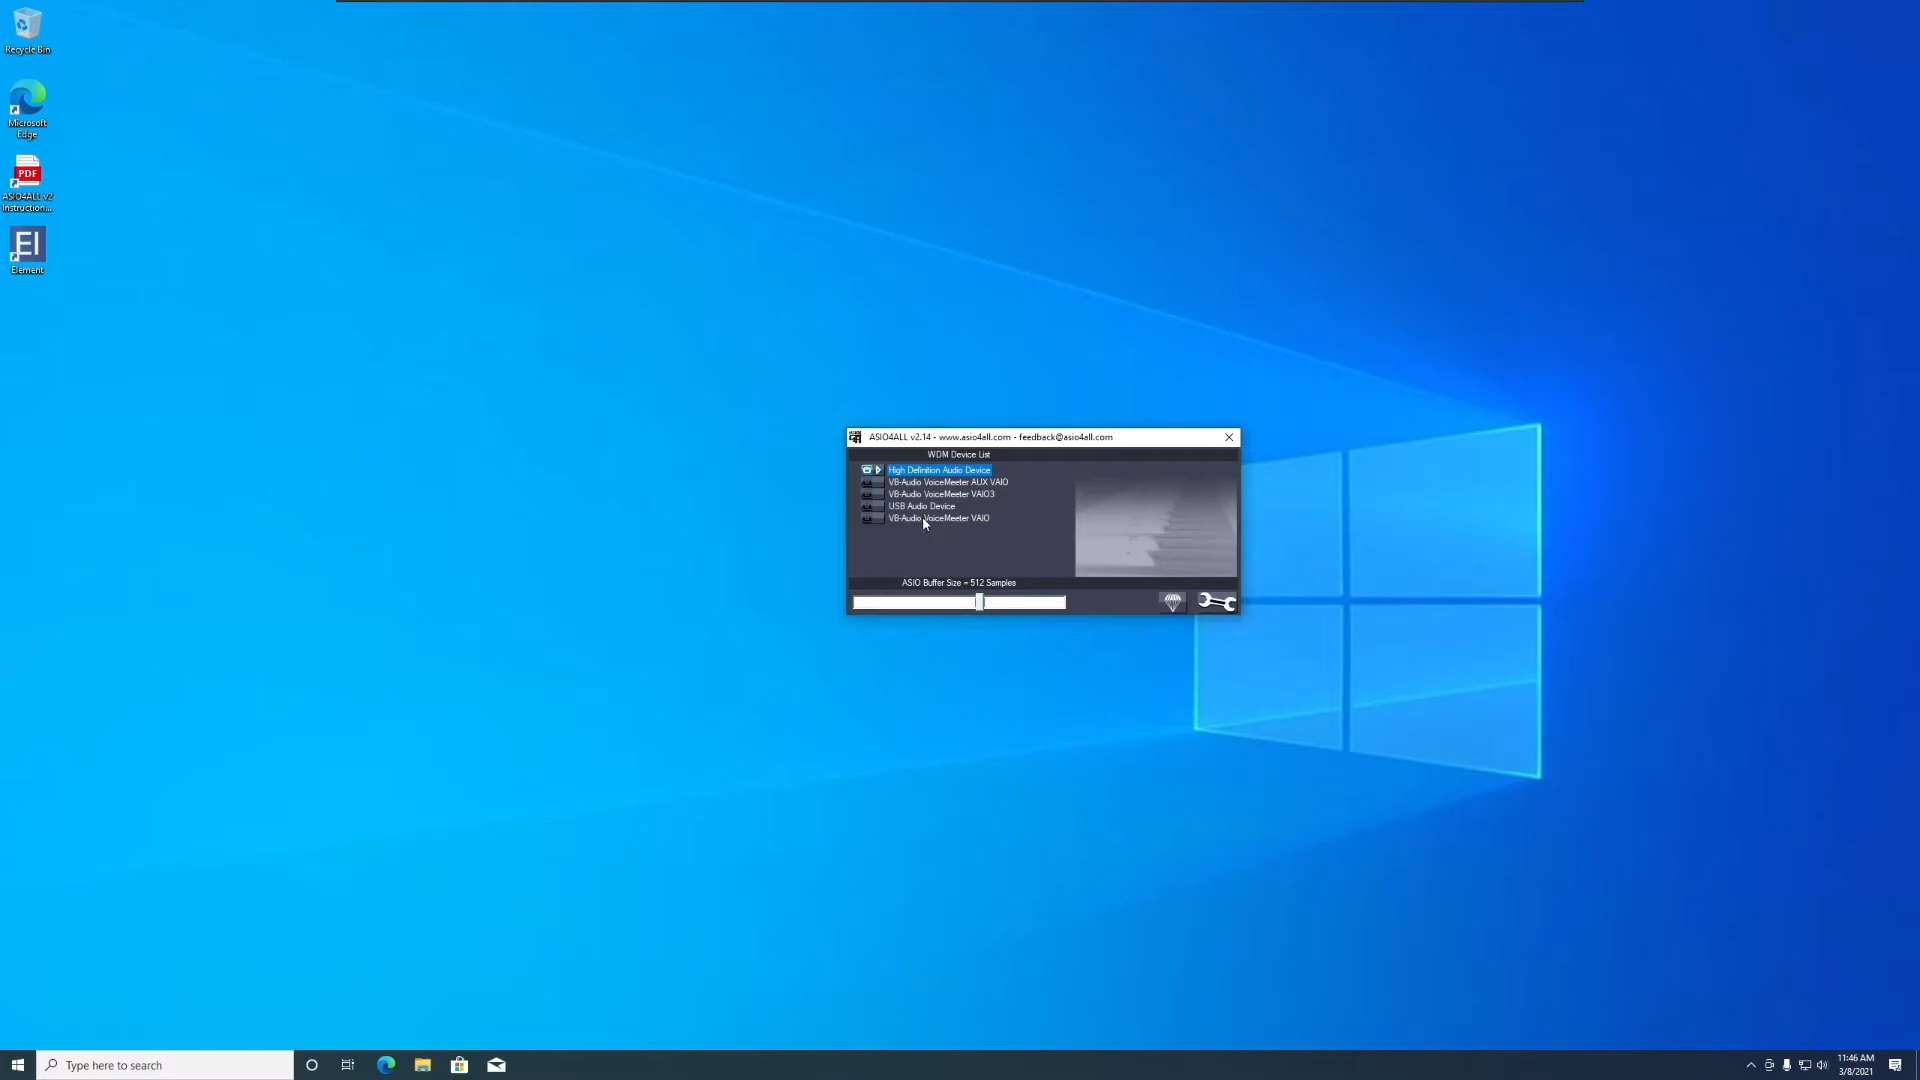 Recycle Bin
Microsoft
Edge
PDF
ASIO4ALL v2
Instruction...
EI
Element
ASIO4ALL v2.14 - www.asio4all.com - feedback@asio4all.com
WDM Device List
High Definition Audio Device
VB-Audio VoiceMeeter AUX VAIO
VB-Audio VoiceMeeter VAIO3
USB Audio Device
VB-Audio VoiceMeeter VAIO
ASIO Buffer Size = 512 Samples
Type here to search
11:46 AM
3/8/2021